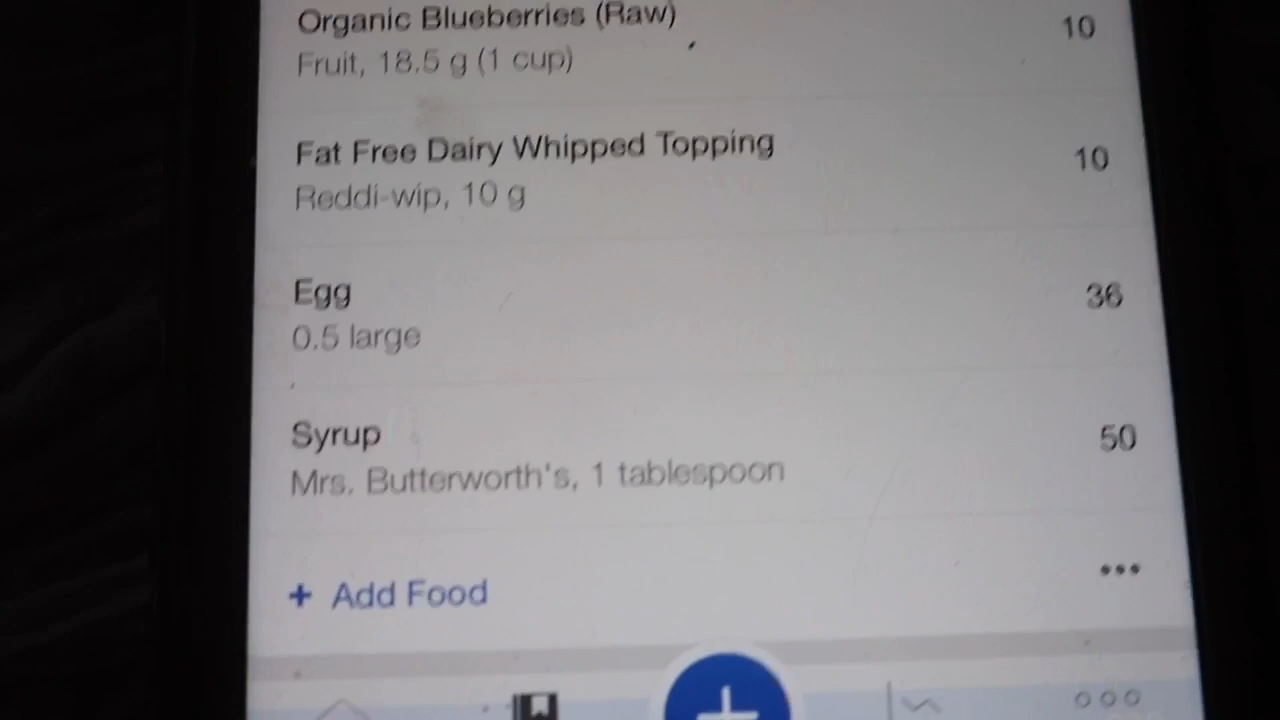 Organic Blueberries (Raw) 10
Fruit, 18.5 g (1 cup)
Fat Free Dairy Whipped Topping 10
Reddi-wip, 10 g
Egg 36
0.5 large
Syrup 50
Mrs. Butterworth's, 1 tablespoon
+ Add Food